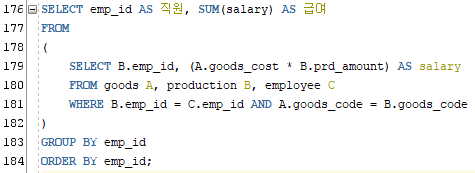 176 SELECT emp_id AS 직원, SUM(salary) AS 급여
177 FROM
178 (
179 SELECT B.emp_id, (A.goods_cost * B.prd_amount) AS salary
180 FROM goods A, production B, employee C
181 WHERE B.emp_id = C.emp_id AND A.goods_code = B.goods_code
182 )
183 GROUP BY emp_id
184 ORDER BY emp_id;